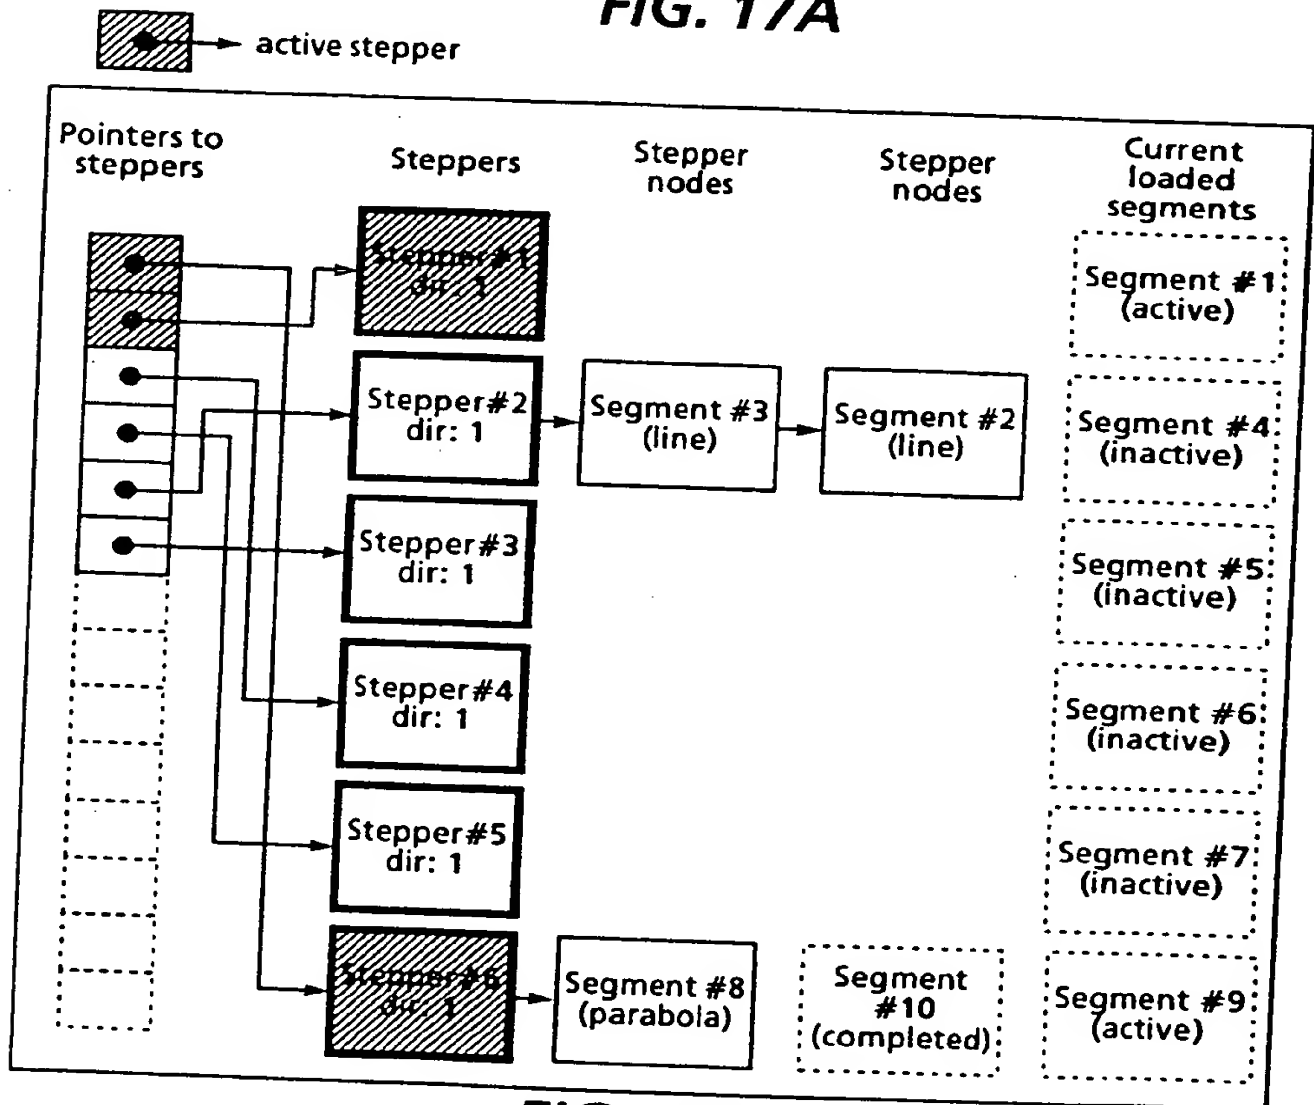 FIG. 17A
active stepper
Pointers to
steppers
Steppers
Stepper
nodes
Stepper
nodes
Current
loaded
segments
Stepper#1
dir: 1
Segment #1
(active)
Stepper#2
dir: 1
Segment #3
(line)
Segment #2
(line)
Segment #4
(inactive)
Stepper#3
dir: 1
Segment #5
(inactive)
Stepper#4
dir: 1
Segment #6
(inactive)
Stepper#5
dir: 1
Segment #7
(inactive)
Stepper#6
dir: 1
Segment #8
(parabola)
Segment
#10
(completed)
Segment #9
(active)